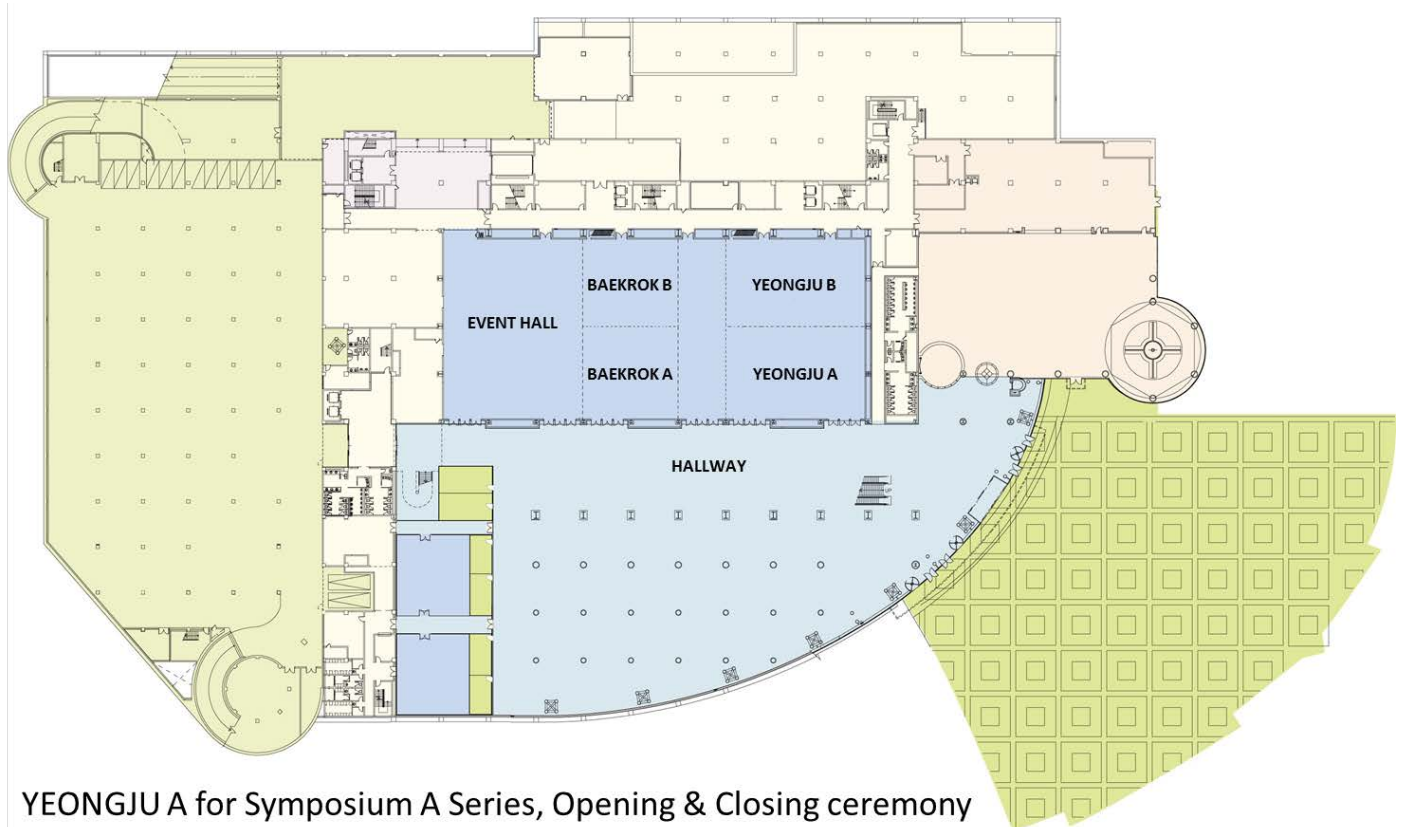 BAEKROK B
YEONGJU B
EVENT HALL
BAEKROK A
YEONGJU A
HALLWAY
YEONGJU A for Symposium A Series, Opening & Closing ceremony